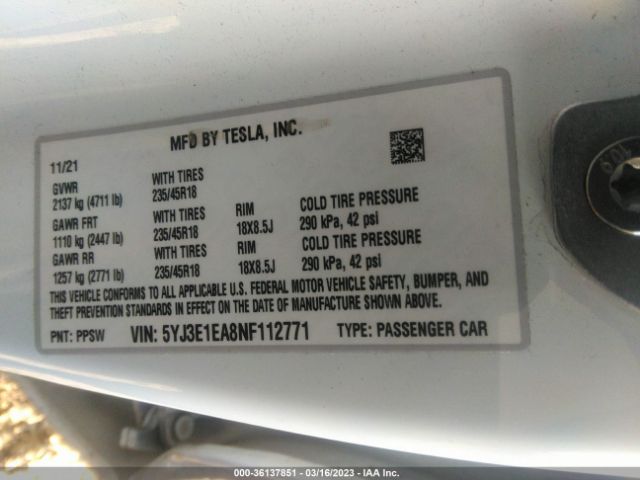 MFD BY TESLA, INC.
11/21
GVWR WITH TIRES
2137 kg (4711 lb) 235/45R18
GAWR FRT WITH TIRES RIM COLD TIRE PRESSURE
1110 kg (2447 lb) 235/45R18 18X8.5J 290 kPa, 42 psi
GAWR RR WITH TIRES RIM COLD TIRE PRESSURE
1257 kg (2771 lb) 235/45R18 18X8.5J 290 kPa, 42 psi
THIS VEHICLE CONFORMS TO ALL APPLICABLE U.S. FEDERAL MOTOR VEHICLE SAFETY, BUMPER, AND
THEFT PREVENTION STANDARDS IN EFFECT ON THE DATE OF MANUFACTURE SHOWN ABOVE.
PNT: PPSW VIN: 5YJ3E1EA8NF112771 TYPE: PASSENGER CAR
000-36137851 - 03/16/2023 - IAA Inc.